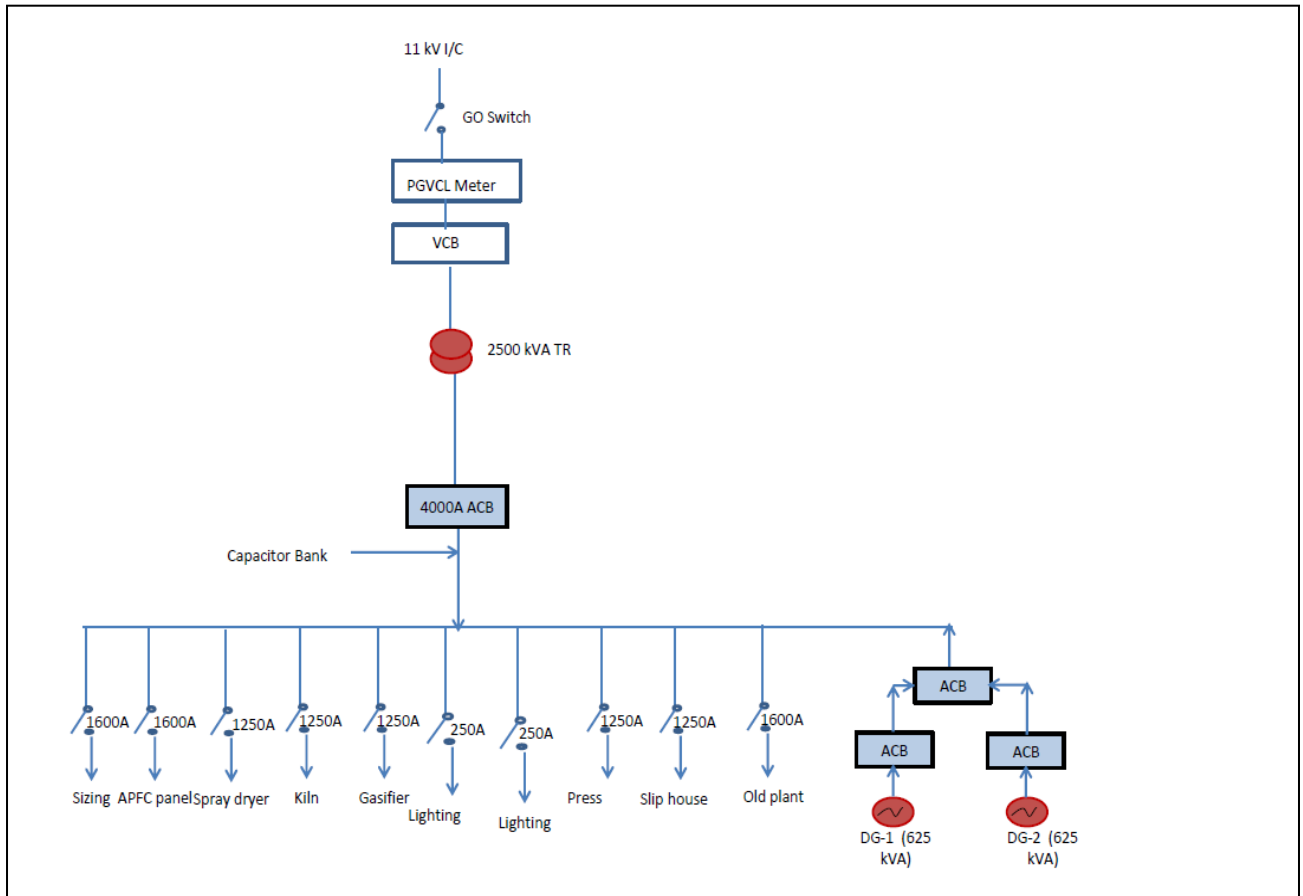 11 kV I/C
GO Switch
PGVCL Meter
VCB
2500 kVA TR
4000A ACB
Capacitor Bank
1600A
1600A
1250A
1250A
1250A
250A
250A
1250A
1250A
1600A
ACB
ACB
ACB
Sizing
APFC panel
Spray dryer
Kiln
Gasifier
Lighting
Lighting
Press
Slip house
Old plant
DG-1 (625
kVA)
DG-2 (625
kVA)